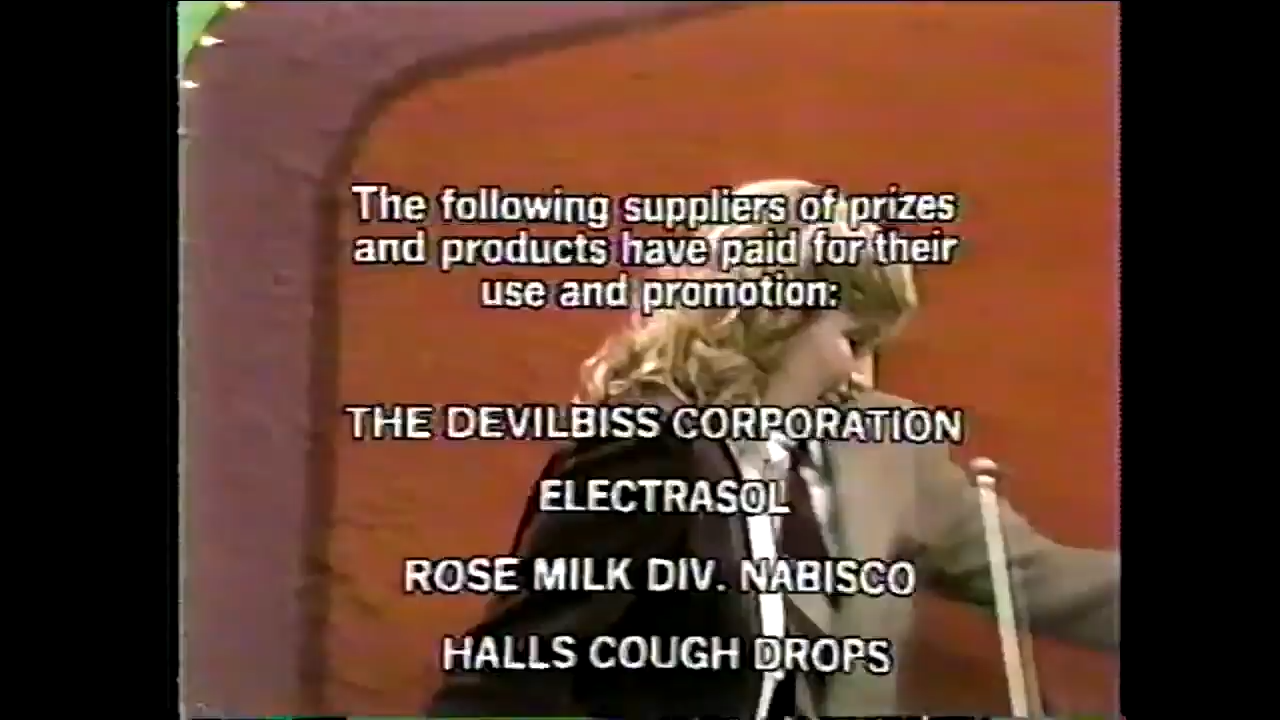 The following suppliers of prizes
and products have paid for their
use and promotion:
THE DEVILBISS CORPORATION
ELECTRASOL
ROSE MILK DIV. NABISCO
HALLS COUGH DROPS